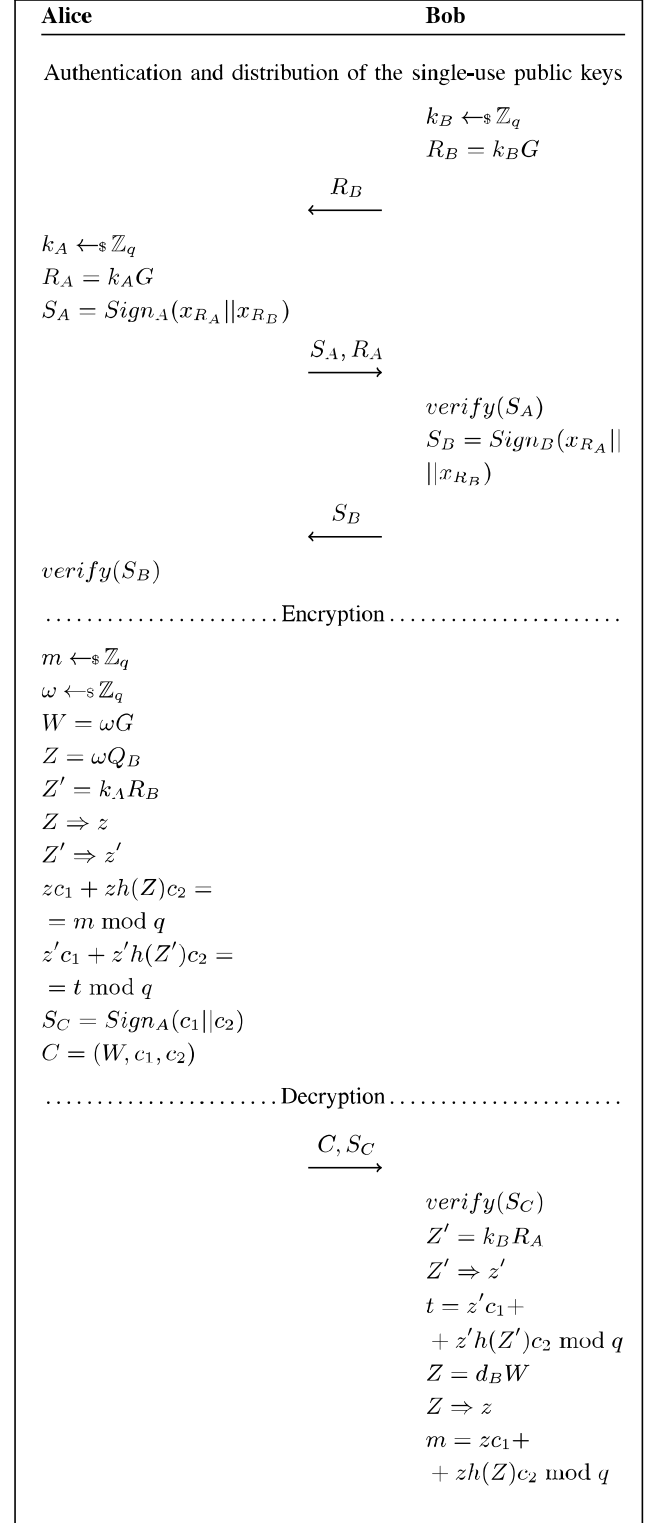 Alice Bob
Authentication and distribution of the single-use public keys
k_B ←$ ℤ_q
R_B = k_B G
R_B
←
k_A ←$ ℤ_q
R_A = k_A G
S_A = Sign_A(x_{R_A}||x_{R_B})
S_A, R_A
→
verify(S_A)
S_B = Sign_B(x_{R_A}||
||x_{R_B})
S_B
←
verify(S_B)
.......................Encryption.......................
m ←$ ℤ_q
ω ←$ ℤ_q
W = ωG
Z = ωQ_B
Z′ = k_A R_B
Z ⇒ z
Z′ ⇒ z′
zc_1 + zh(Z)c_2 =
= m mod q
z′c_1 + z′h(Z′)c_2 =
= t mod q
S_C = Sign_A(c_1||c_2)
C = (W, c_1, c_2)
.......................Decryption.......................
C, S_C
→
verify(S_C)
Z′ = k_B R_A
Z′ ⇒ z′
t = z′c_1+
+ z′h(Z′)c_2 mod q
Z = d_B W
Z ⇒ z
m = zc_1+
+ zh(Z)c_2 mod q